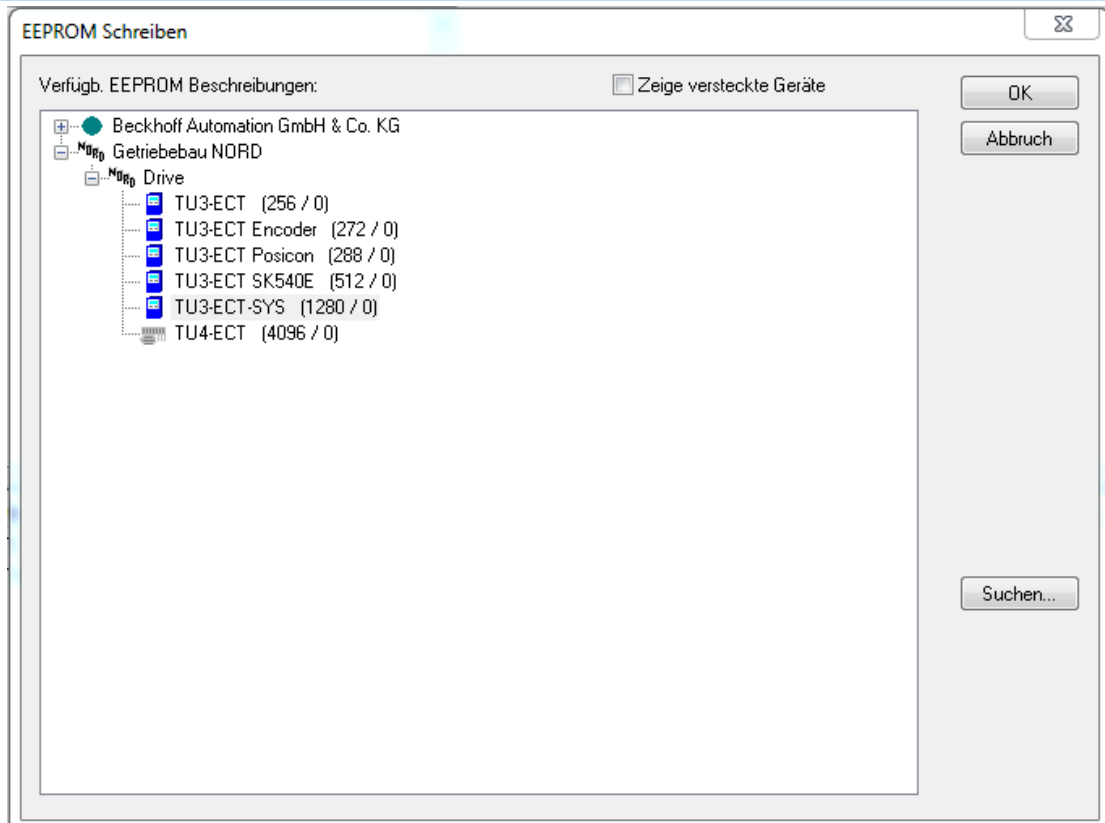 EEPROM Schreiben
Verfügb. EEPROM Beschreibungen:
Zeige versteckte Geräte
OK
Abbruch
Beckhoff Automation GmbH & Co. KG
NORD Getriebebau NORD
NORD Drive
TU3-ECT (256 / 0)
TU3-ECT Encoder (272 / 0)
TU3-ECT Posicon (288 / 0)
TU3-ECT SK540E (512 / 0)
TU3-ECT-SYS (1280 / 0)
TU4-ECT (4096 / 0)
Suchen...